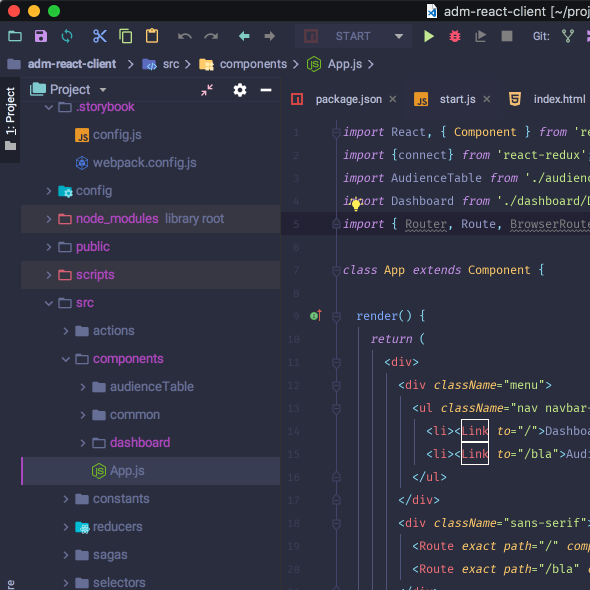 adm-react-client [~/proj
START
Git:
adm-react-client
src
components
App.js
1: Project
Project
.storybook
config.js
webpack.config.js
config
node_modules library root
public
scripts
src
actions
components
audienceTable
common
dashboard
App.js
constants
reducers
sagas
selectors
package.json
start.js
index.html
1 import React, { Component } from 're
2 import {connect} from 'react-redux';
3 import AudienceTable from './audienc
4 import Dashboard from './dashboard/D
5 import { Router, Route, BrowserRoute
6
7 class App extends Component {
8
9 render() {
10 return (
11 <div>
12 <div className="menu">
13 <ul className="nav navbar-
14 <li><Link to="/">Dashboa
15 <li><Link to="/bla">Audi
16 </ul>
17 </div>
18 <div className="sans-serif">
19 <Route exact path="/" comp
20 <Route exact path="/bla" c